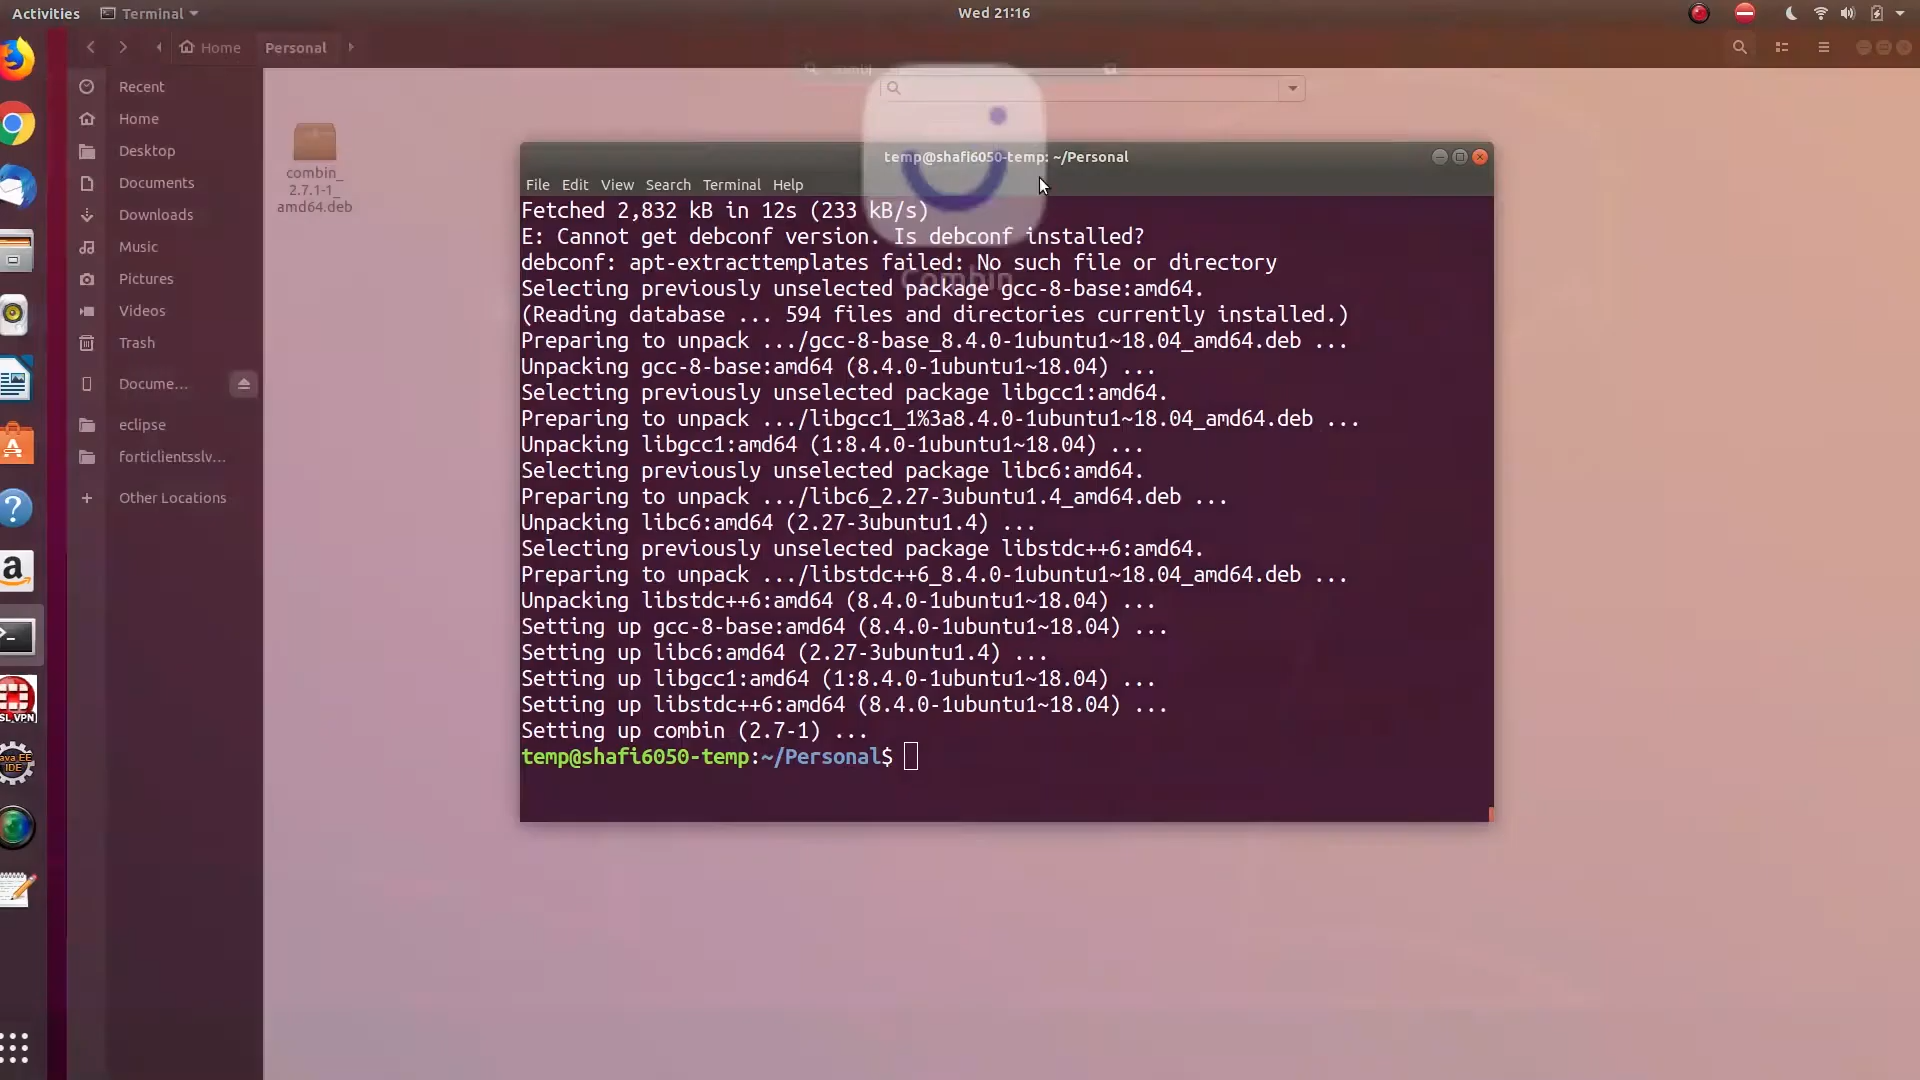 Activities
Terminal
Wed 21:16
Home
Personal
combi
Recent
Home
Desktop
Documents
Downloads
Music
Pictures
Videos
Trash
Docume...
eclipse
forticlientsslv...
Other Locations
combin_
2.7.1-1_
amd64.deb
Combin
temp@shafi6050-temp: ~/Personal
File Edit View Search Terminal Help
Fetched 2,832 kB in 12s (233 kB/s)
E: Cannot get debconf version. Is debconf installed?
debconf: apt-extracttemplates failed: No such file or directory
Selecting previously unselected package gcc-8-base:amd64.
(Reading database ... 594 files and directories currently installed.)
Preparing to unpack .../gcc-8-base_8.4.0-1ubuntu1~18.04_amd64.deb ...
Unpacking gcc-8-base:amd64 (8.4.0-1ubuntu1~18.04) ...
Selecting previously unselected package libgcc1:amd64.
Preparing to unpack .../libgcc1_1%3a8.4.0-1ubuntu1~18.04_amd64.deb ...
Unpacking libgcc1:amd64 (1:8.4.0-1ubuntu1~18.04) ...
Selecting previously unselected package libc6:amd64.
Preparing to unpack .../libc6_2.27-3ubuntu1.4_amd64.deb ...
Unpacking libc6:amd64 (2.27-3ubuntu1.4) ...
Selecting previously unselected package libstdc++6:amd64.
Preparing to unpack .../libstdc++6_8.4.0-1ubuntu1~18.04_amd64.deb ...
Unpacking libstdc++6:amd64 (8.4.0-1ubuntu1~18.04) ...
Setting up gcc-8-base:amd64 (8.4.0-1ubuntu1~18.04) ...
Setting up libc6:amd64 (2.27-3ubuntu1.4) ...
Setting up libgcc1:amd64 (1:8.4.0-1ubuntu1~18.04) ...
Setting up libstdc++6:amd64 (8.4.0-1ubuntu1~18.04) ...
Setting up combin (2.7-1) ...
temp@shafi6050-temp:~/Personal$
SL VPN
Java EE
IDE